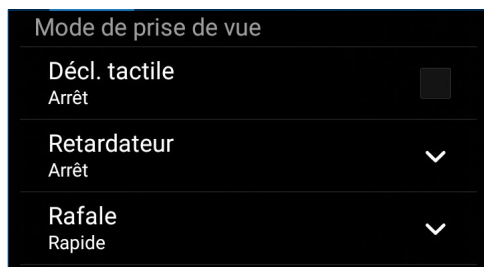 Mode de prise de vue
Décl. tactile
Arrêt
Retardateur
Arrêt
Rafale
Rapide